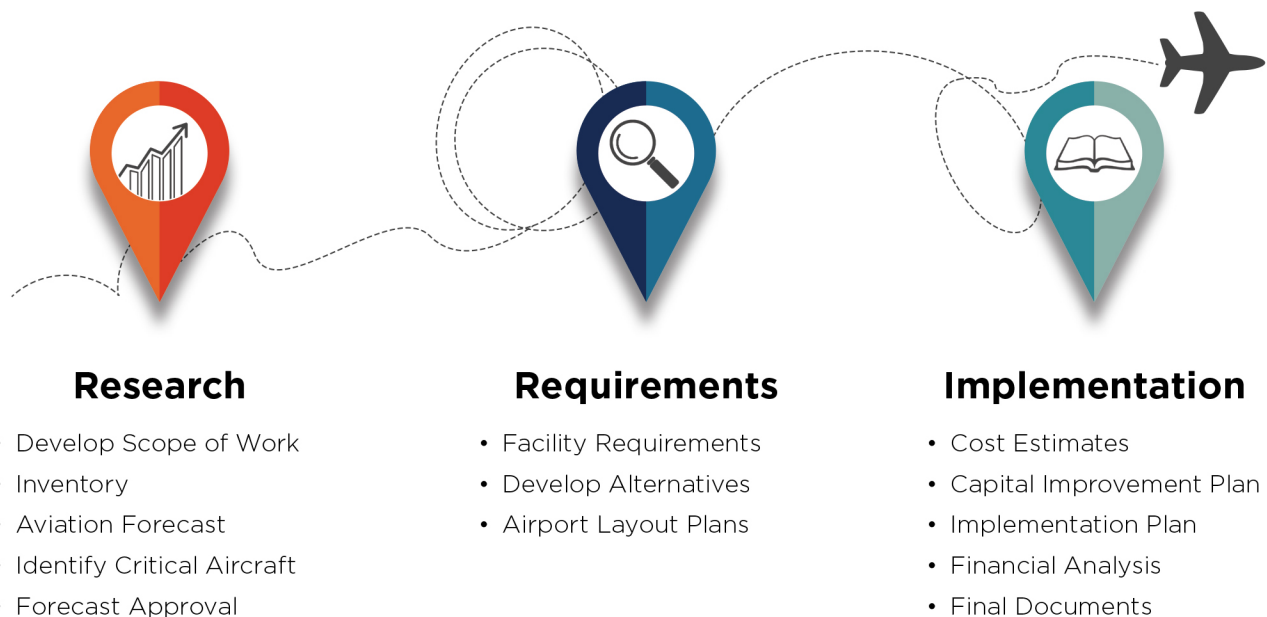 Research
Develop Scope of Work
Inventory
Aviation Forecast
Identify Critical Aircraft
Forecast Approval
Requirements
• Facility Requirements
• Develop Alternatives
• Airport Layout Plans
Implementation
• Cost Estimates
• Capital Improvement Plan
• Implementation Plan
• Financial Analysis
• Final Documents